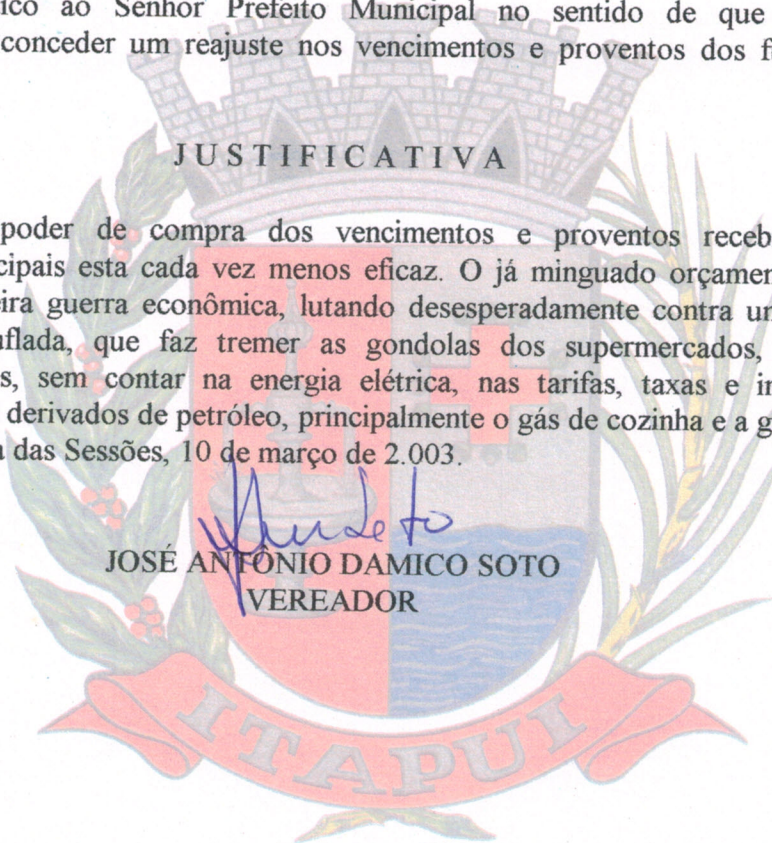 ao Senhor Prefeito Municipal no sentido de que
conceder um reajuste nos vencimentos e proventos dos
JUSTIFICATIVA
poder de compra dos vencimentos e proventos receb
cipais esta cada vez menos eficaz. O já minguado orçamen
eira guerra econômica, lutando desesperadamente contra
flada, que faz tremer as gondolas dos supermercados,
s, sem contar na energia elétrica, nas tarifas, taxas e
derivados de petróleo, principalmente o gás de cozinha e a g
das Sessões, 10 de março de 2.003.
JOSÉ ANTÔNIO DAMICO SOTO
VEREADOR
ITAPUI